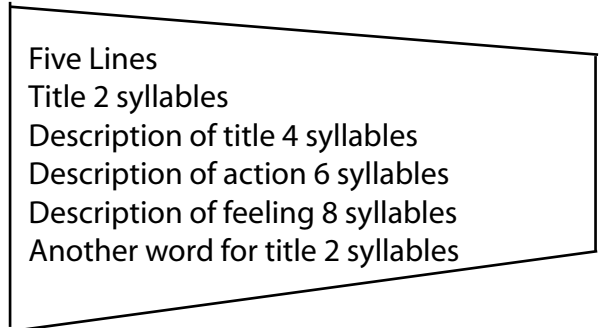 Five Lines
Title 2 syllables
Description of title 4 syllables
Description of action 6 syllables
Description of feeling 8 syllables
Another word for title 2 syllables